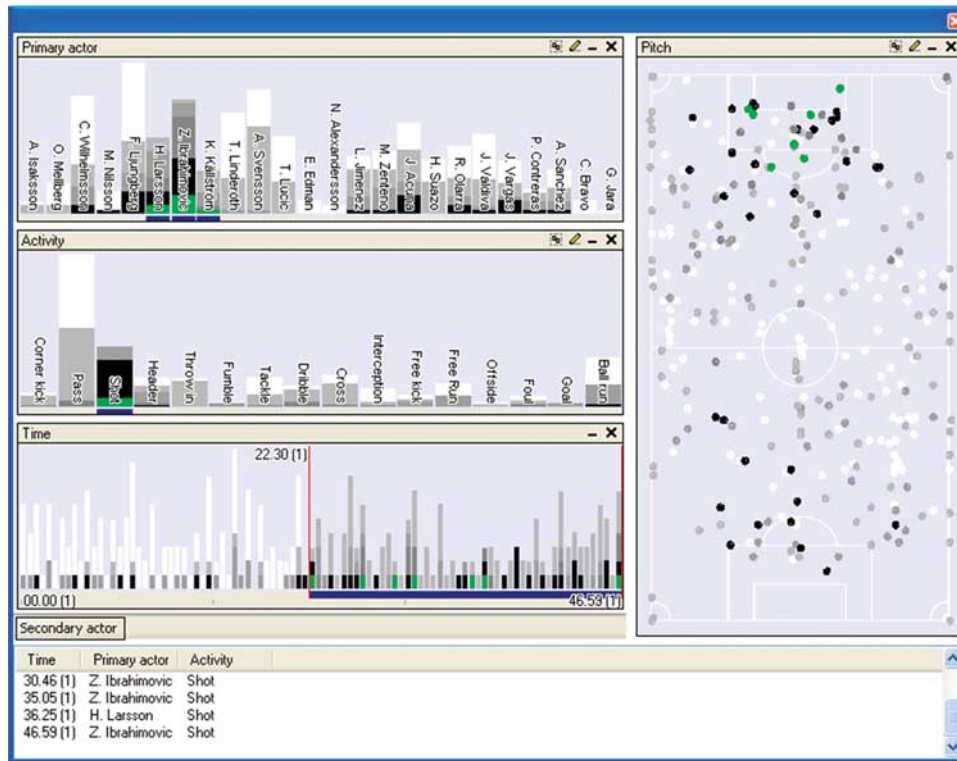 Primary actor
A. Isaksson
O. Mellberg
C. Wilhelmsson
M. Nilsson
F. Ljungberg
H. Larsson
Z. Ibrahimovic
K. Källström
T. Linderoth
A. Svensson
T. Lucic
E. Edman
N. Alexandersson
L. Jimenez
M. Zenteno
J. Acuna
H. Suazo
R. Olarra
J. Valdivia
J. Vargas
P. Contreras
A. Sanchez
C. Bravo
G. Jara
Activity
Corner kick
Pass
Shot
Header
Throw in
Fumble
Tackle
Dribble
Cross
Interception
Free kick
Free Run
Offside
Foul
Goal
Ball run
Time
22.30 (1)
00.00 (1) 46.59 (1)
Secondary actor
Pitch
Time Primary actor Activity
30.46 (1) Z. Ibrahimovic Shot
35.05 (1) Z. Ibrahimovic Shot
36.25 (1) H. Larsson Shot
46.59 (1) Z. Ibrahimovic Shot